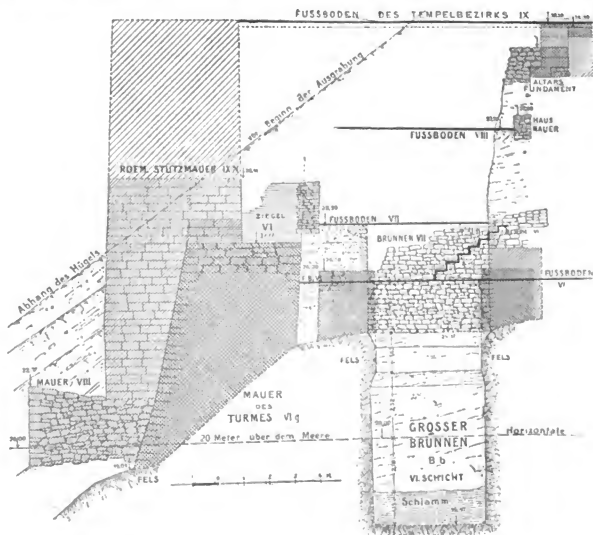 FUSSBODEN DES TEMPELBEZIRKS IX
ALTARS
FUNDAMENT
HAUS
MAUER
FUSSBODEN VIII
Beginn der Ausgrabung
ROEM. STÜTZMAUER IX
Abhang des Hügels
ZIEGEL
VI
FUSSBODEN VII
BRUNNEN VII
FUSSBODEN
VI
MAUER VIII
FELS
FELS
MAUER
DES
TURMES VI g
20 Meter über dem Meere
Horizontale
GROSSER
BRUNNEN
B b
VI. SCHICHT
Schlamm
FELS